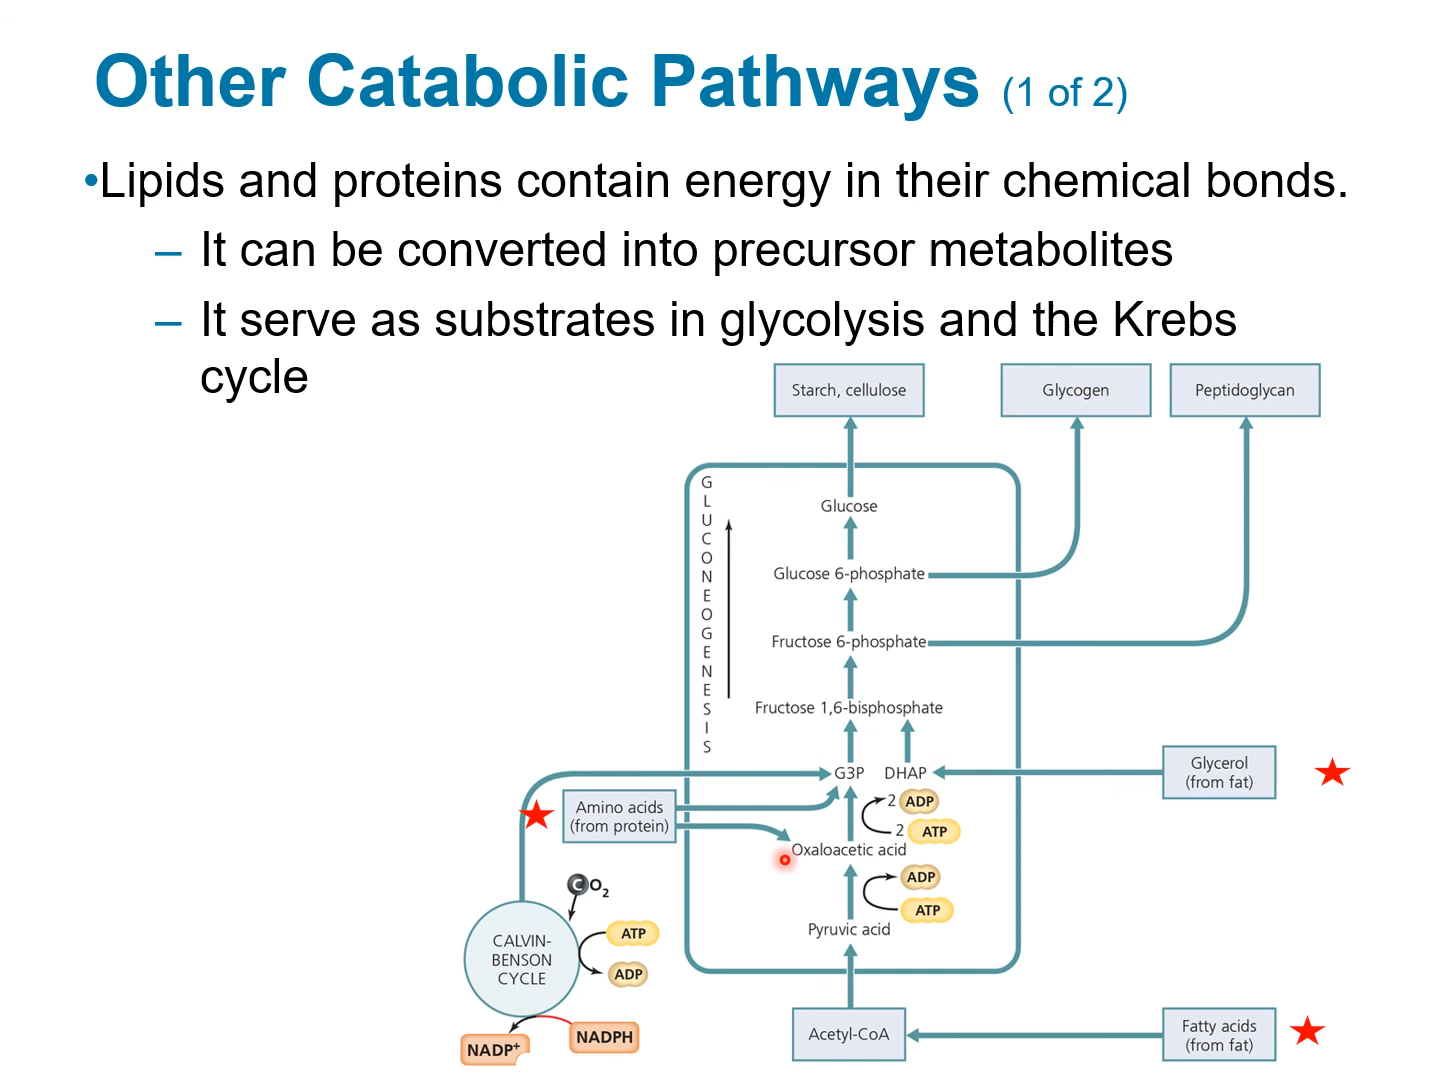 Other Catabolic Pathways (1 of 2)
•Lipids and proteins contain energy in their chemical bonds.
– It can be converted into precursor metabolites
– It serve as substrates in glycolysis and the Krebs
cycle
Starch, cellulose
Glycogen
Peptidoglycan
GLUCONEOGENESIS
Glucose
Glucose 6-phosphate
Fructose 6-phosphate
Fructose 1,6-bisphosphate
G3P
DHAP
Glycerol
(from fat)
Amino acids
(from protein)
2 ADP
2 ATP
Oxaloacetic acid
ADP
ATP
Pyruvic acid
CO2
CALVIN-
BENSON
CYCLE
ATP
ADP
NADPH
NADP+
Acetyl-CoA
Fatty acids
(from fat)